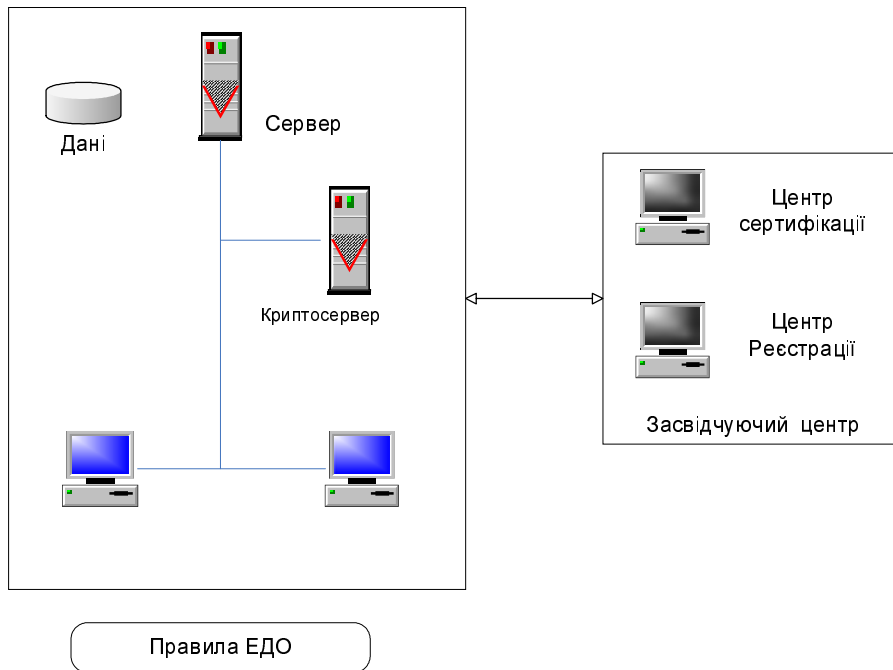 Сервер
Дані
Криптосервер
Центр
сертифікації
Центр
Реєстрації
Засвідчуючий центр
Правила ЕДО